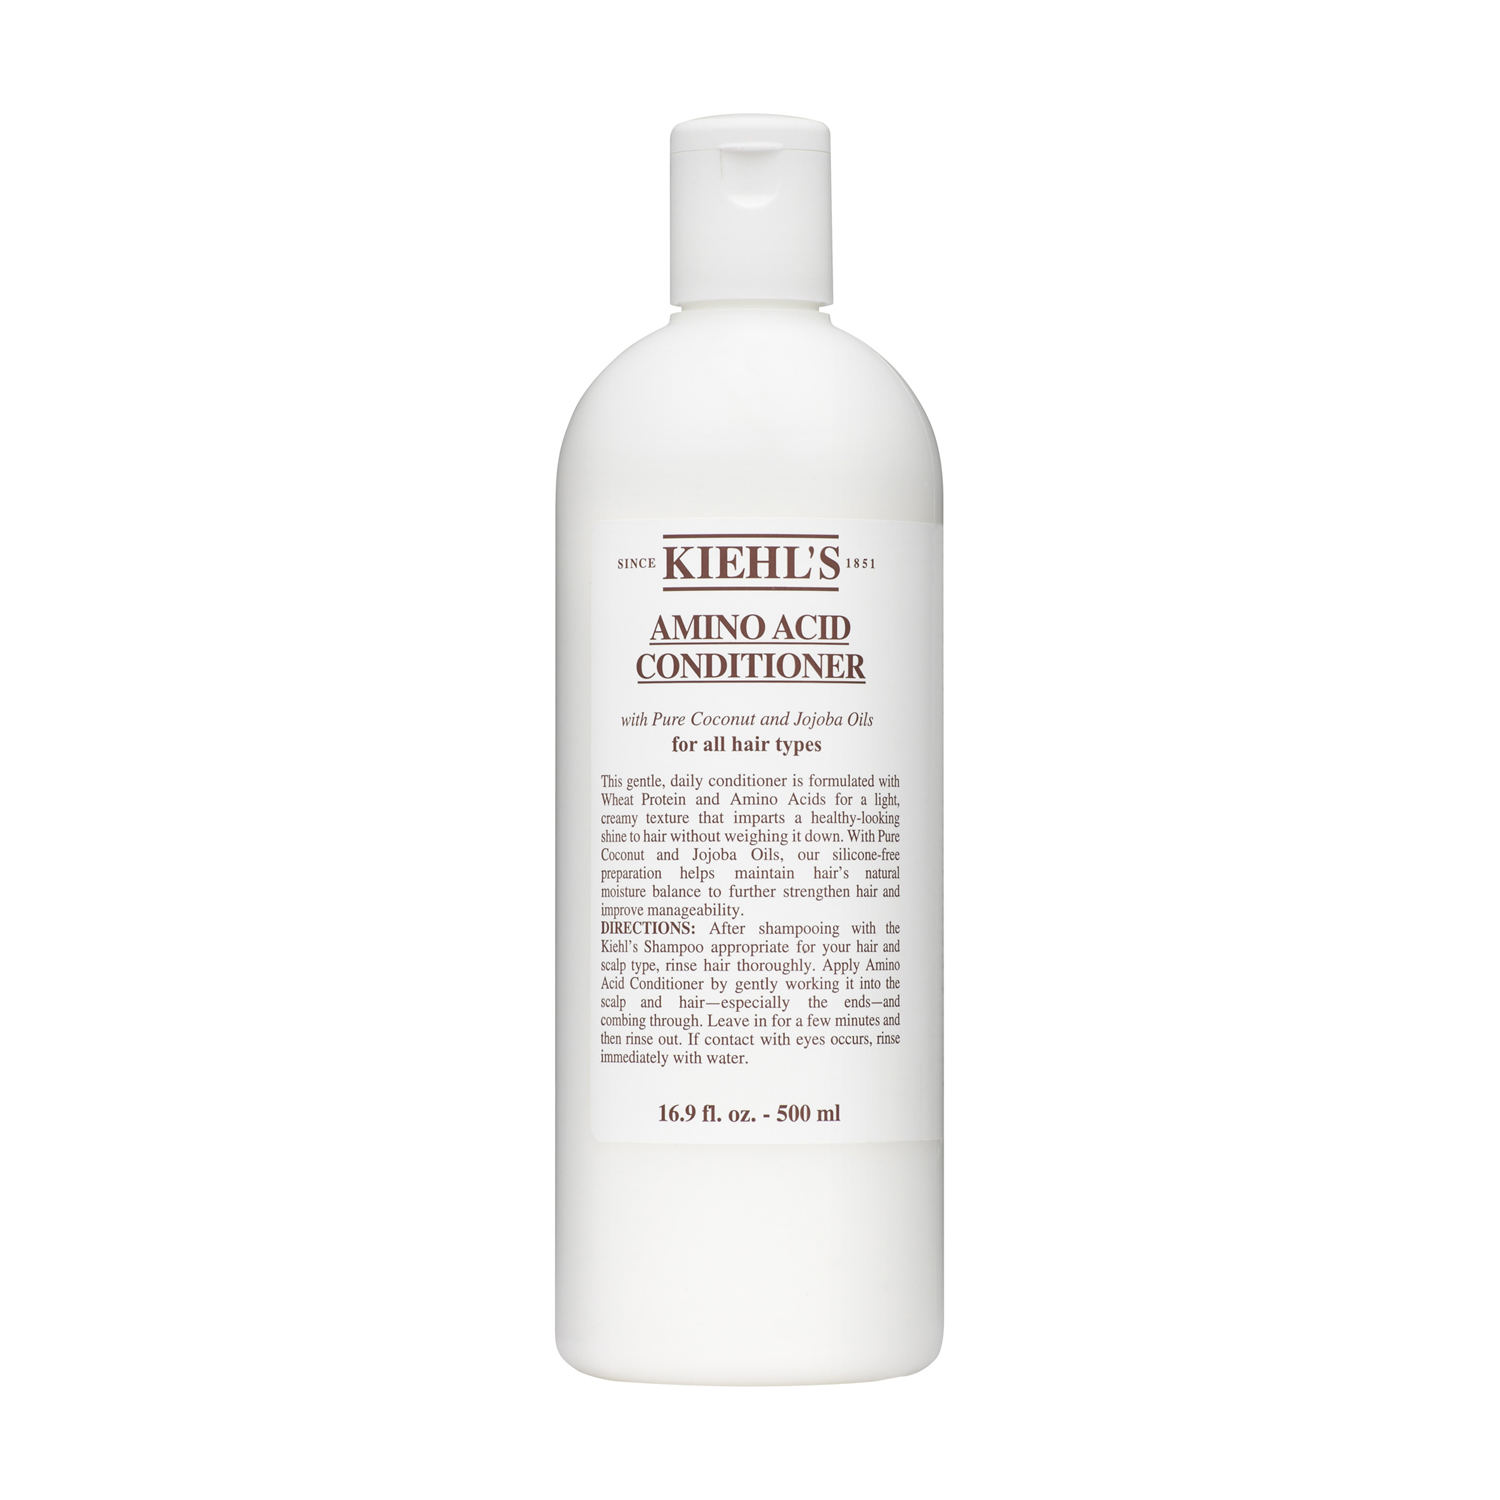 SINCE KIEHL'S 1851
AMINO ACID
CONDITIONER
with Pure Coconut and Jojoba Oils
for all hair types
This gentle, daily conditioner is formulated with
Wheat Protein and Amino Acids for a light,
creamy texture that imparts a healthy-looking
shine to hair without weighing it down. With Pure
Coconut and Jojoba Oils, our silicone-free
preparation helps maintain hair's natural
moisture balance to further strengthen hair and
improve manageability.
DIRECTIONS: After shampooing with the
Kiehl's Shampoo appropriate for your hair and
scalp type, rinse hair thoroughly. Apply Amino
Acid Conditioner by gently working it into the
scalp and hair—especially the ends—and
combing through. Leave in for a few minutes and
then rinse out. If contact with eyes occurs, rinse
immediately with water.
16.9 fl. oz. - 500 ml